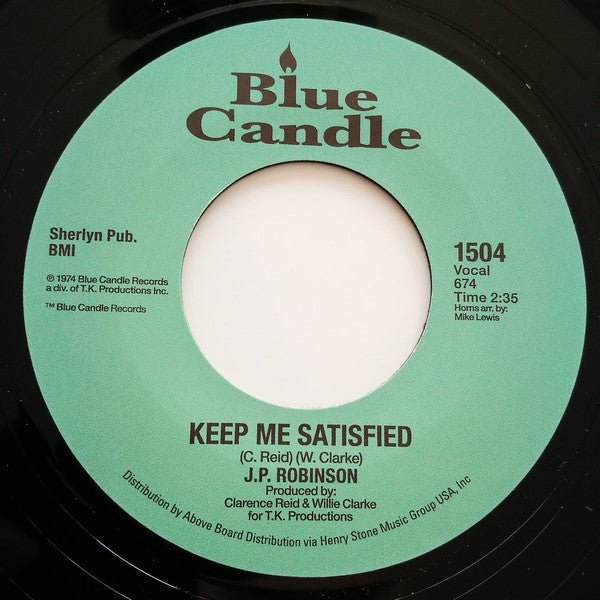 Blue
Candle
Sherlyn Pub.
BMI
℗ 1974 Blue Candle Records
a div. of T.K. Productions Inc.
™ Blue Candle Records
1504
Vocal
674
Time 2:35
Horns arr. by:
Mike Lewis
KEEP ME SATISFIED
(C. Reid) (W. Clarke)
J.P. ROBINSON
Produced by:
Clarence Reid & Willie Clarke
for T.K. Productions
Distribution by Above Board Distribution via Henry Stone Music Group USA, Inc